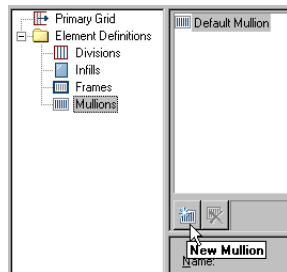 Primary Grid
Default Mullion
Element Definitions
Divisions
Infills
Frames
Mullions
New Mullion
Name: